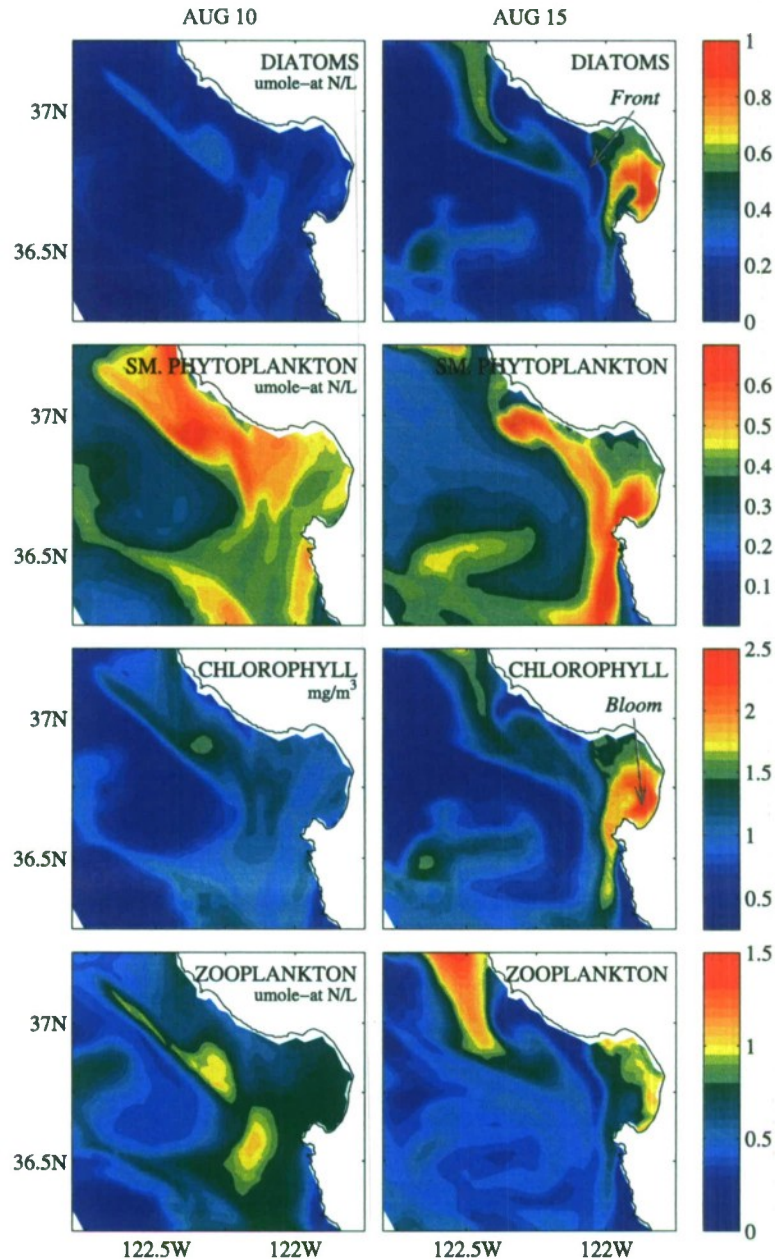 AUG 10 AUG 15
DIATOMS
umole-at N/L
DIATOMS
Front
37N
36.5N
1
0.8
0.6
0.4
0.2
0
SM. PHYTOPLANKTON
umole-at N/L
SM. PHYTOPLANKTON
37N
36.5N
0.6
0.5
0.4
0.3
0.2
0.1
CHLOROPHYLL
mg/m³
CHLOROPHYLL
Bloom
37N
36.5N
2.5
2
1.5
1
0.5
ZOOPLANKTON
umole-at N/L
ZOOPLANKTON
37N
36.5N
1.5
1
0.5
0
122.5W 122W 122.5W 122W